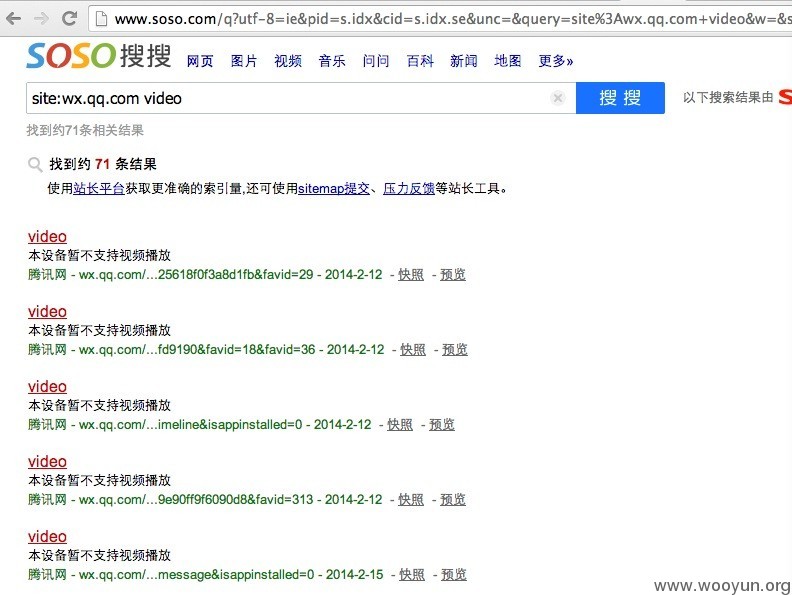 www.soso.com/q?utf-8=ie&pid=s.idx&cid=s.idx.se&unc=&query=site%3Awx.qq.com+video&w=&s
SOSO搜搜 网页 图片 视频 音乐 问问 百科 新闻 地图 更多»
site:wx.qq.com video × 搜搜 以下搜索结果由 S
找到约71条相关结果
找到约 71 条结果
使用站长平台获取更准确的索引量,还可使用sitemap提交、压力反馈等站长工具。
video
本设备暂不支持视频播放
腾讯网 - wx.qq.com/...25618f0f3a8d1fb&favid=29 - 2014-2-12 - 快照 - 预览
video
本设备暂不支持视频播放
腾讯网 - wx.qq.com/...fd9190&favid=18&favid=36 - 2014-2-12 - 快照 - 预览
video
本设备暂不支持视频播放
腾讯网 - wx.qq.com/...imeline&isappinstalled=0 - 2014-2-12 - 快照 - 预览
video
本设备暂不支持视频播放
腾讯网 - wx.qq.com/...9e90ff9f6090d8&favid=313 - 2014-2-12 - 快照 - 预览
video
本设备暂不支持视频播放
腾讯网 - wx.qq.com/...message&isappinstalled=0 - 2014-2-15 - 快照 - 预览
www.wooyun.org